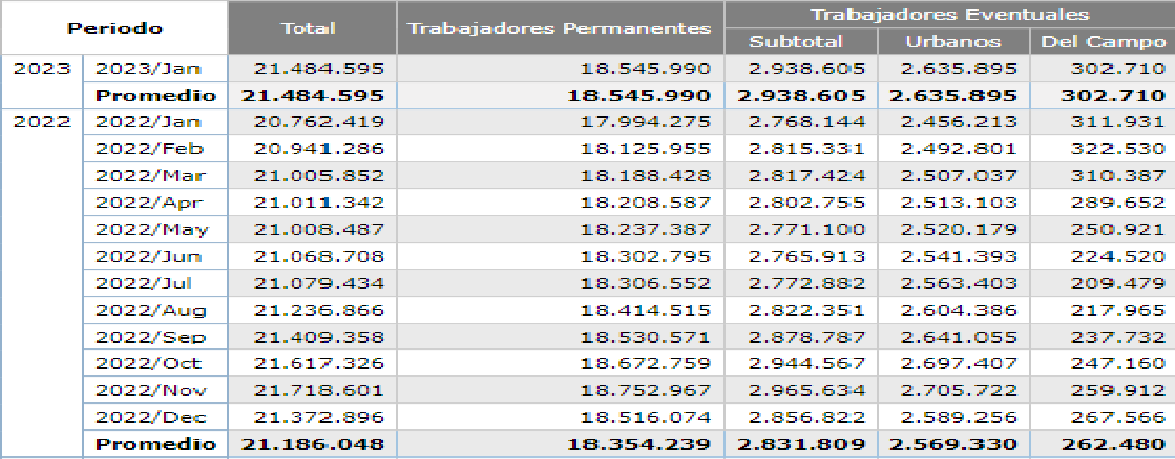 Periodo Total Trabajadores Permanentes Trabajadores Eventuales
Subtotal Urbanos Del Campo
2023 2023/Jan 21.484.595 18.545.990 2.938.605 2.635.895 302.710
Promedio 21.484.595 18.545.990 2.938.605 2.635.895 302.710
2022 2022/Jan 20.762.419 17.994.275 2.768.144 2.456.213 311.931
2022/Feb 20.941.286 18.125.955 2.815.331 2.492.801 322.530
2022/Mar 21.005.852 18.188.428 2.817.424 2.507.037 310.387
2022/Apr 21.011.342 18.208.587 2.802.755 2.513.103 289.652
2022/May 21.008.487 18.237.387 2.771.100 2.520.179 250.921
2022/Jun 21.068.708 18.302.795 2.765.913 2.541.393 224.520
2022/Jul 21.079.434 18.306.552 2.772.882 2.563.403 209.479
2022/Aug 21.236.866 18.414.515 2.822.351 2.604.386 217.965
2022/Sep 21.409.358 18.530.571 2.878.787 2.641.055 237.732
2022/Oct 21.617.326 18.672.759 2.944.567 2.697.407 247.160
2022/Nov 21.718.601 18.752.967 2.965.634 2.705.722 259.912
2022/Dec 21.372.896 18.516.074 2.856.822 2.589.256 267.566
Promedio 21.186.048 18.354.239 2.831.809 2.569.330 262.480